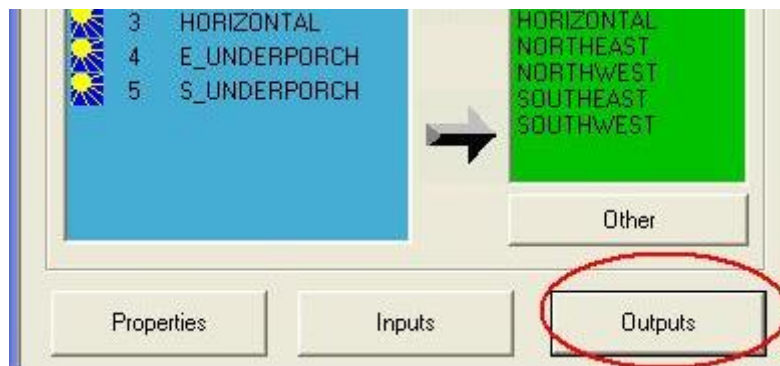 3 HORIZONTAL
4 E_UNDERPORCH
5 S_UNDERPORCH
HORIZONTAL
NORTHEAST
NORTHWEST
SOUTHEAST
SOUTHWEST
Other
Properties
Inputs
Outputs